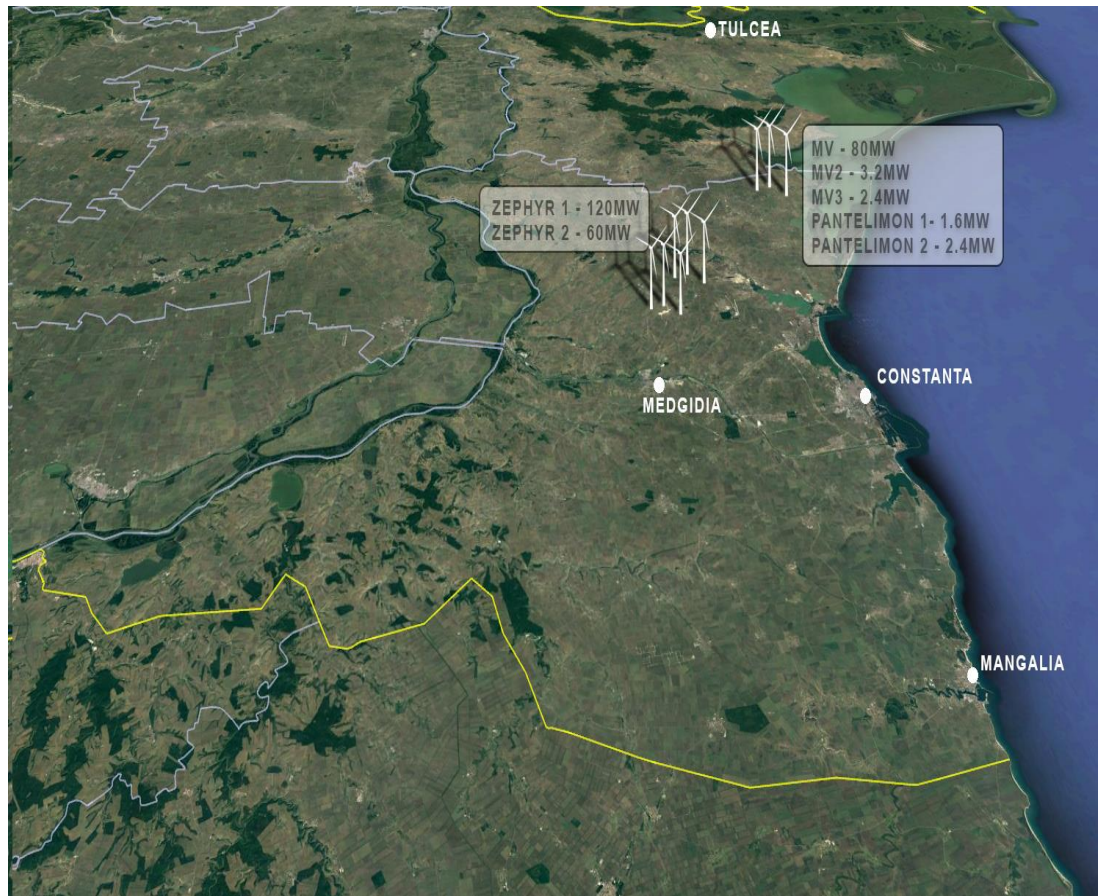 TULCEA
MV - 80MW
MV2 - 3.2MW
MV3 - 2.4MW
PANTELIMON 1- 1.6MW
PANTELIMON 2 - 2.4MW
ZEPHYR 1 - 120MW
ZEPHYR 2 - 60MW
CONSTANTA
MEDGIDIA
MANGALIA